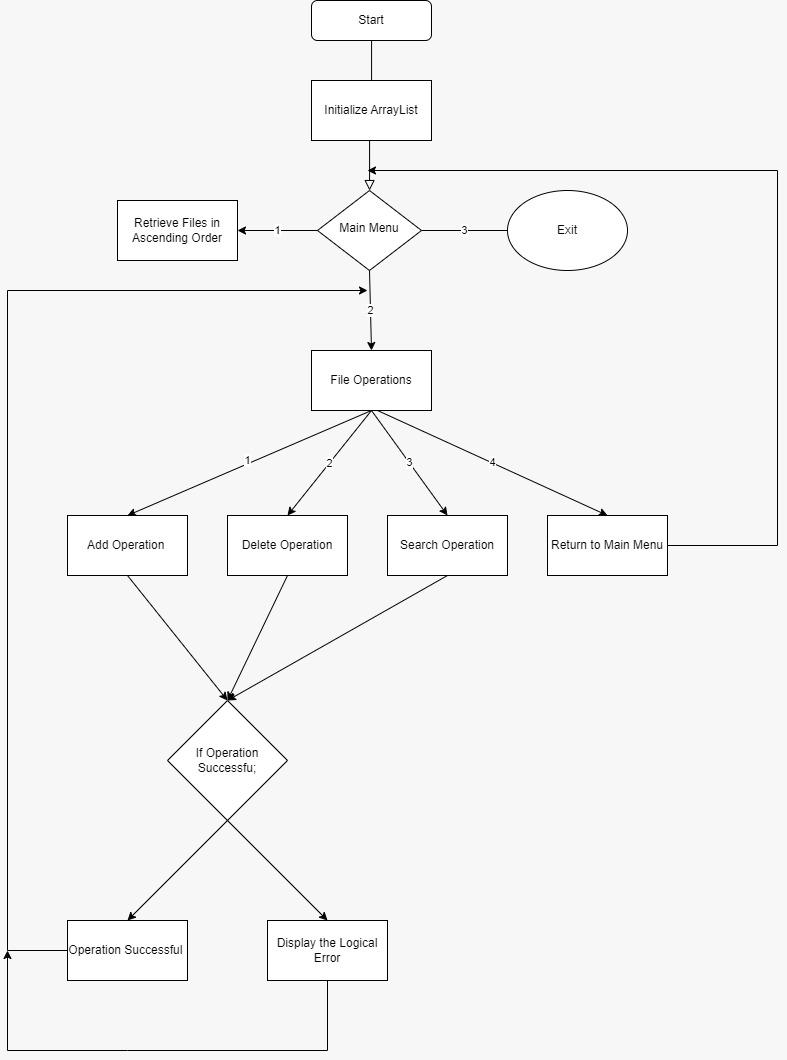 Start
Initialize ArrayList
Retrieve Files in
Ascending Order
1
Main Menu
3
Exit
2
File Operations
1
2
3
4
Add Operation
Delete Operation
Search Operation
Return to Main Menu
If Operation
Successfu;
Operation Successful
Display the Logical
Error